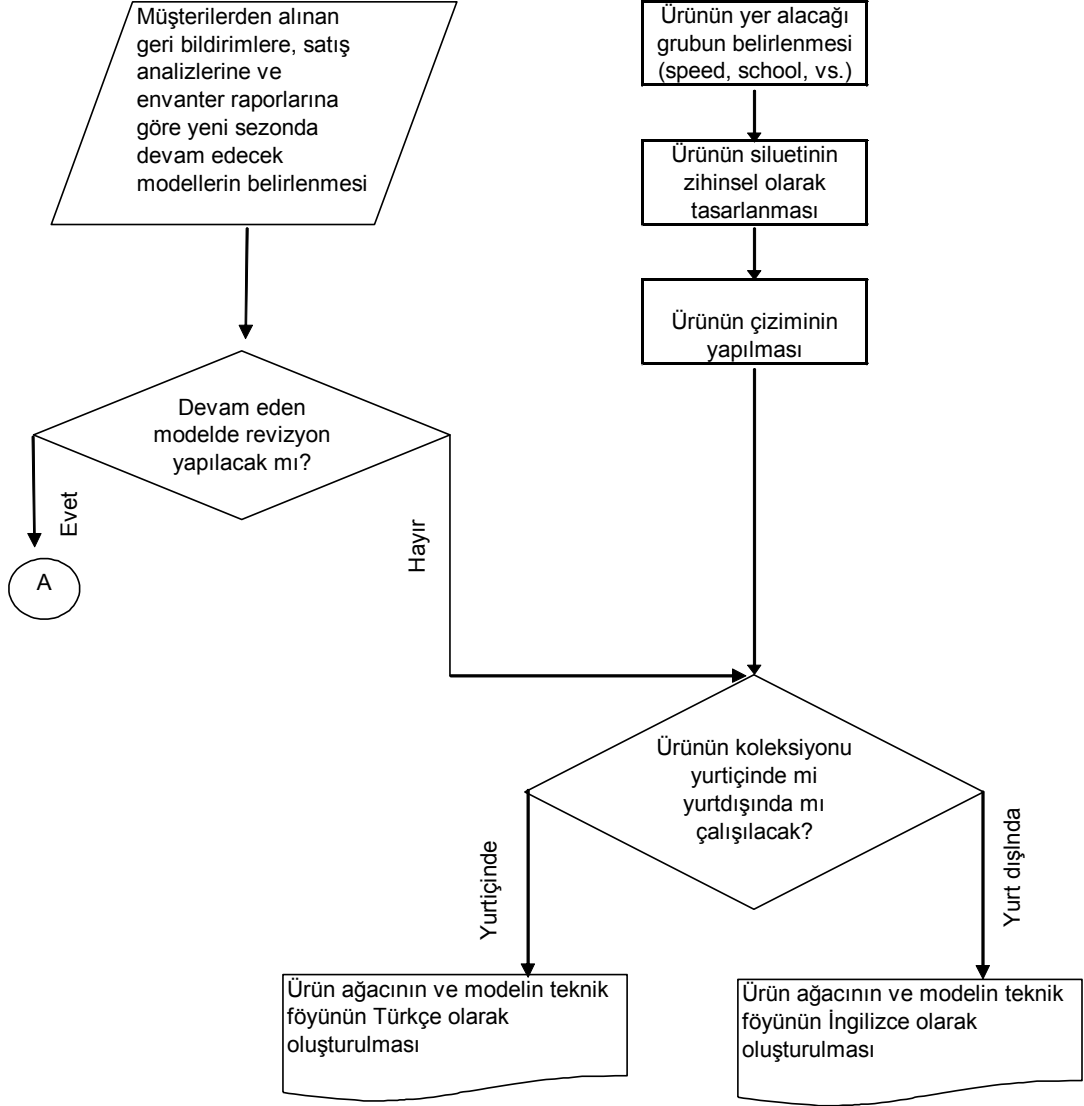 Müşterilerden alınan
geri bildirimlere, satış
analizlerine ve
envanter raporlarına
göre yeni sezonda
devam edecek
modellerin belirlenmesi
Ürünün yer alacağı
grubun belirlenmesi
(speed, school, vs.)
Ürünün siluetinin
zihinsel olarak
tasarlanması
Ürünün çiziminin
yapılması
Devam eden
modelde revizyon
yapılacak mı?
Evet
Hayır
A
Ürünün koleksiyonu
yurtiçinde mi
yurtdışında mı
çalışılacak?
Yurtiçinde
Yurt dışInda
Ürün ağacının ve modelin teknik
föyünün Türkçe olarak
oluşturulması
Ürün ağacının ve modelin teknik
föyünün İngilizce olarak
oluşturulması